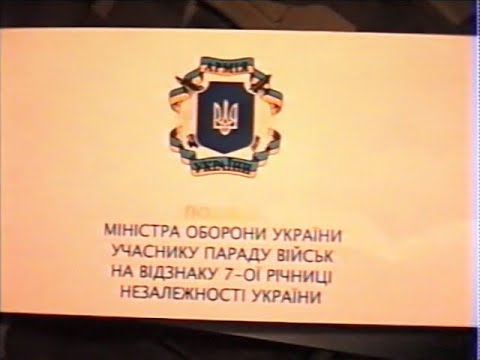 АРМІЯ
УКРАЇНИ
МІНІСТРА ОБОРОНИ УКРАЇНИ
УЧАСНИКУ ПАРАДУ ВІЙСЬК
НА ВІДЗНАКУ 7-ОЇ РІЧНИЦІ
НЕЗАЛЕЖНОСТІ УКРАЇНИ